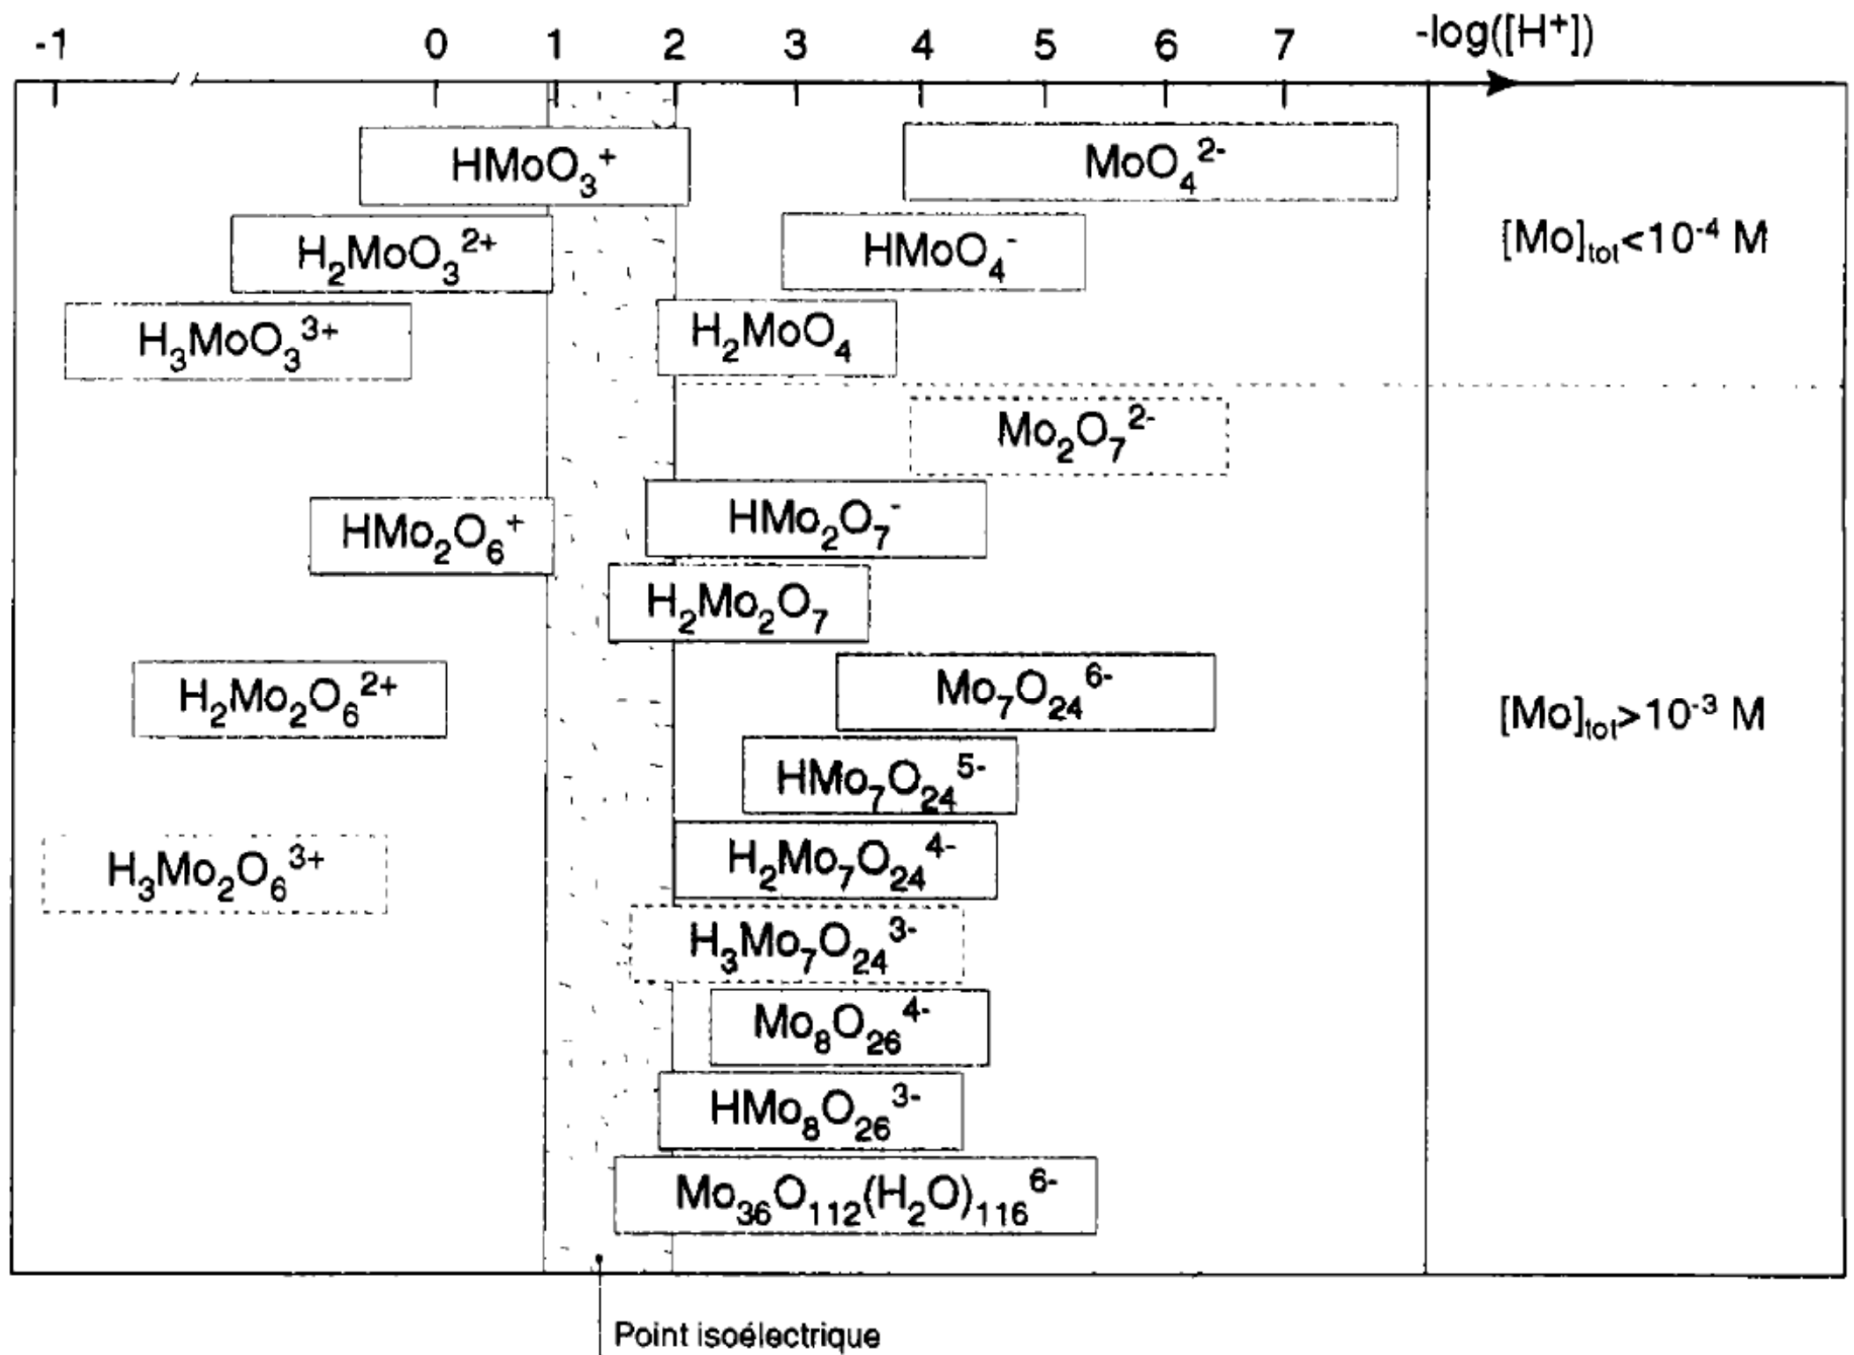 -1 0 1 2 3 4 5 6 7 -log([H⁺])
HMoO₃⁺ MoO₄²⁻
H₂MoO₃²⁺ HMoO₄⁻ [Mo]ₜₒₜ<10⁻⁴ M
H₃MoO₃³⁺ H₂MoO₄
Mo₂O₇²⁻
HMo₂O₆⁺ HMo₂O₇⁻
H₂Mo₂O₇
H₂Mo₂O₆²⁺ Mo₇O₂₄⁶⁻ [Mo]ₜₒₜ>10⁻³ M
HMo₇O₂₄⁵⁻
H₃Mo₂O₆³⁺ H₂Mo₇O₂₄⁴⁻
H₃Mo₇O₂₄³⁻
Mo₈O₂₆⁴⁻
HMo₈O₂₆³⁻
Mo₃₆O₁₁₂(H₂O)₁₁₆⁶⁻
Point isoélectrique